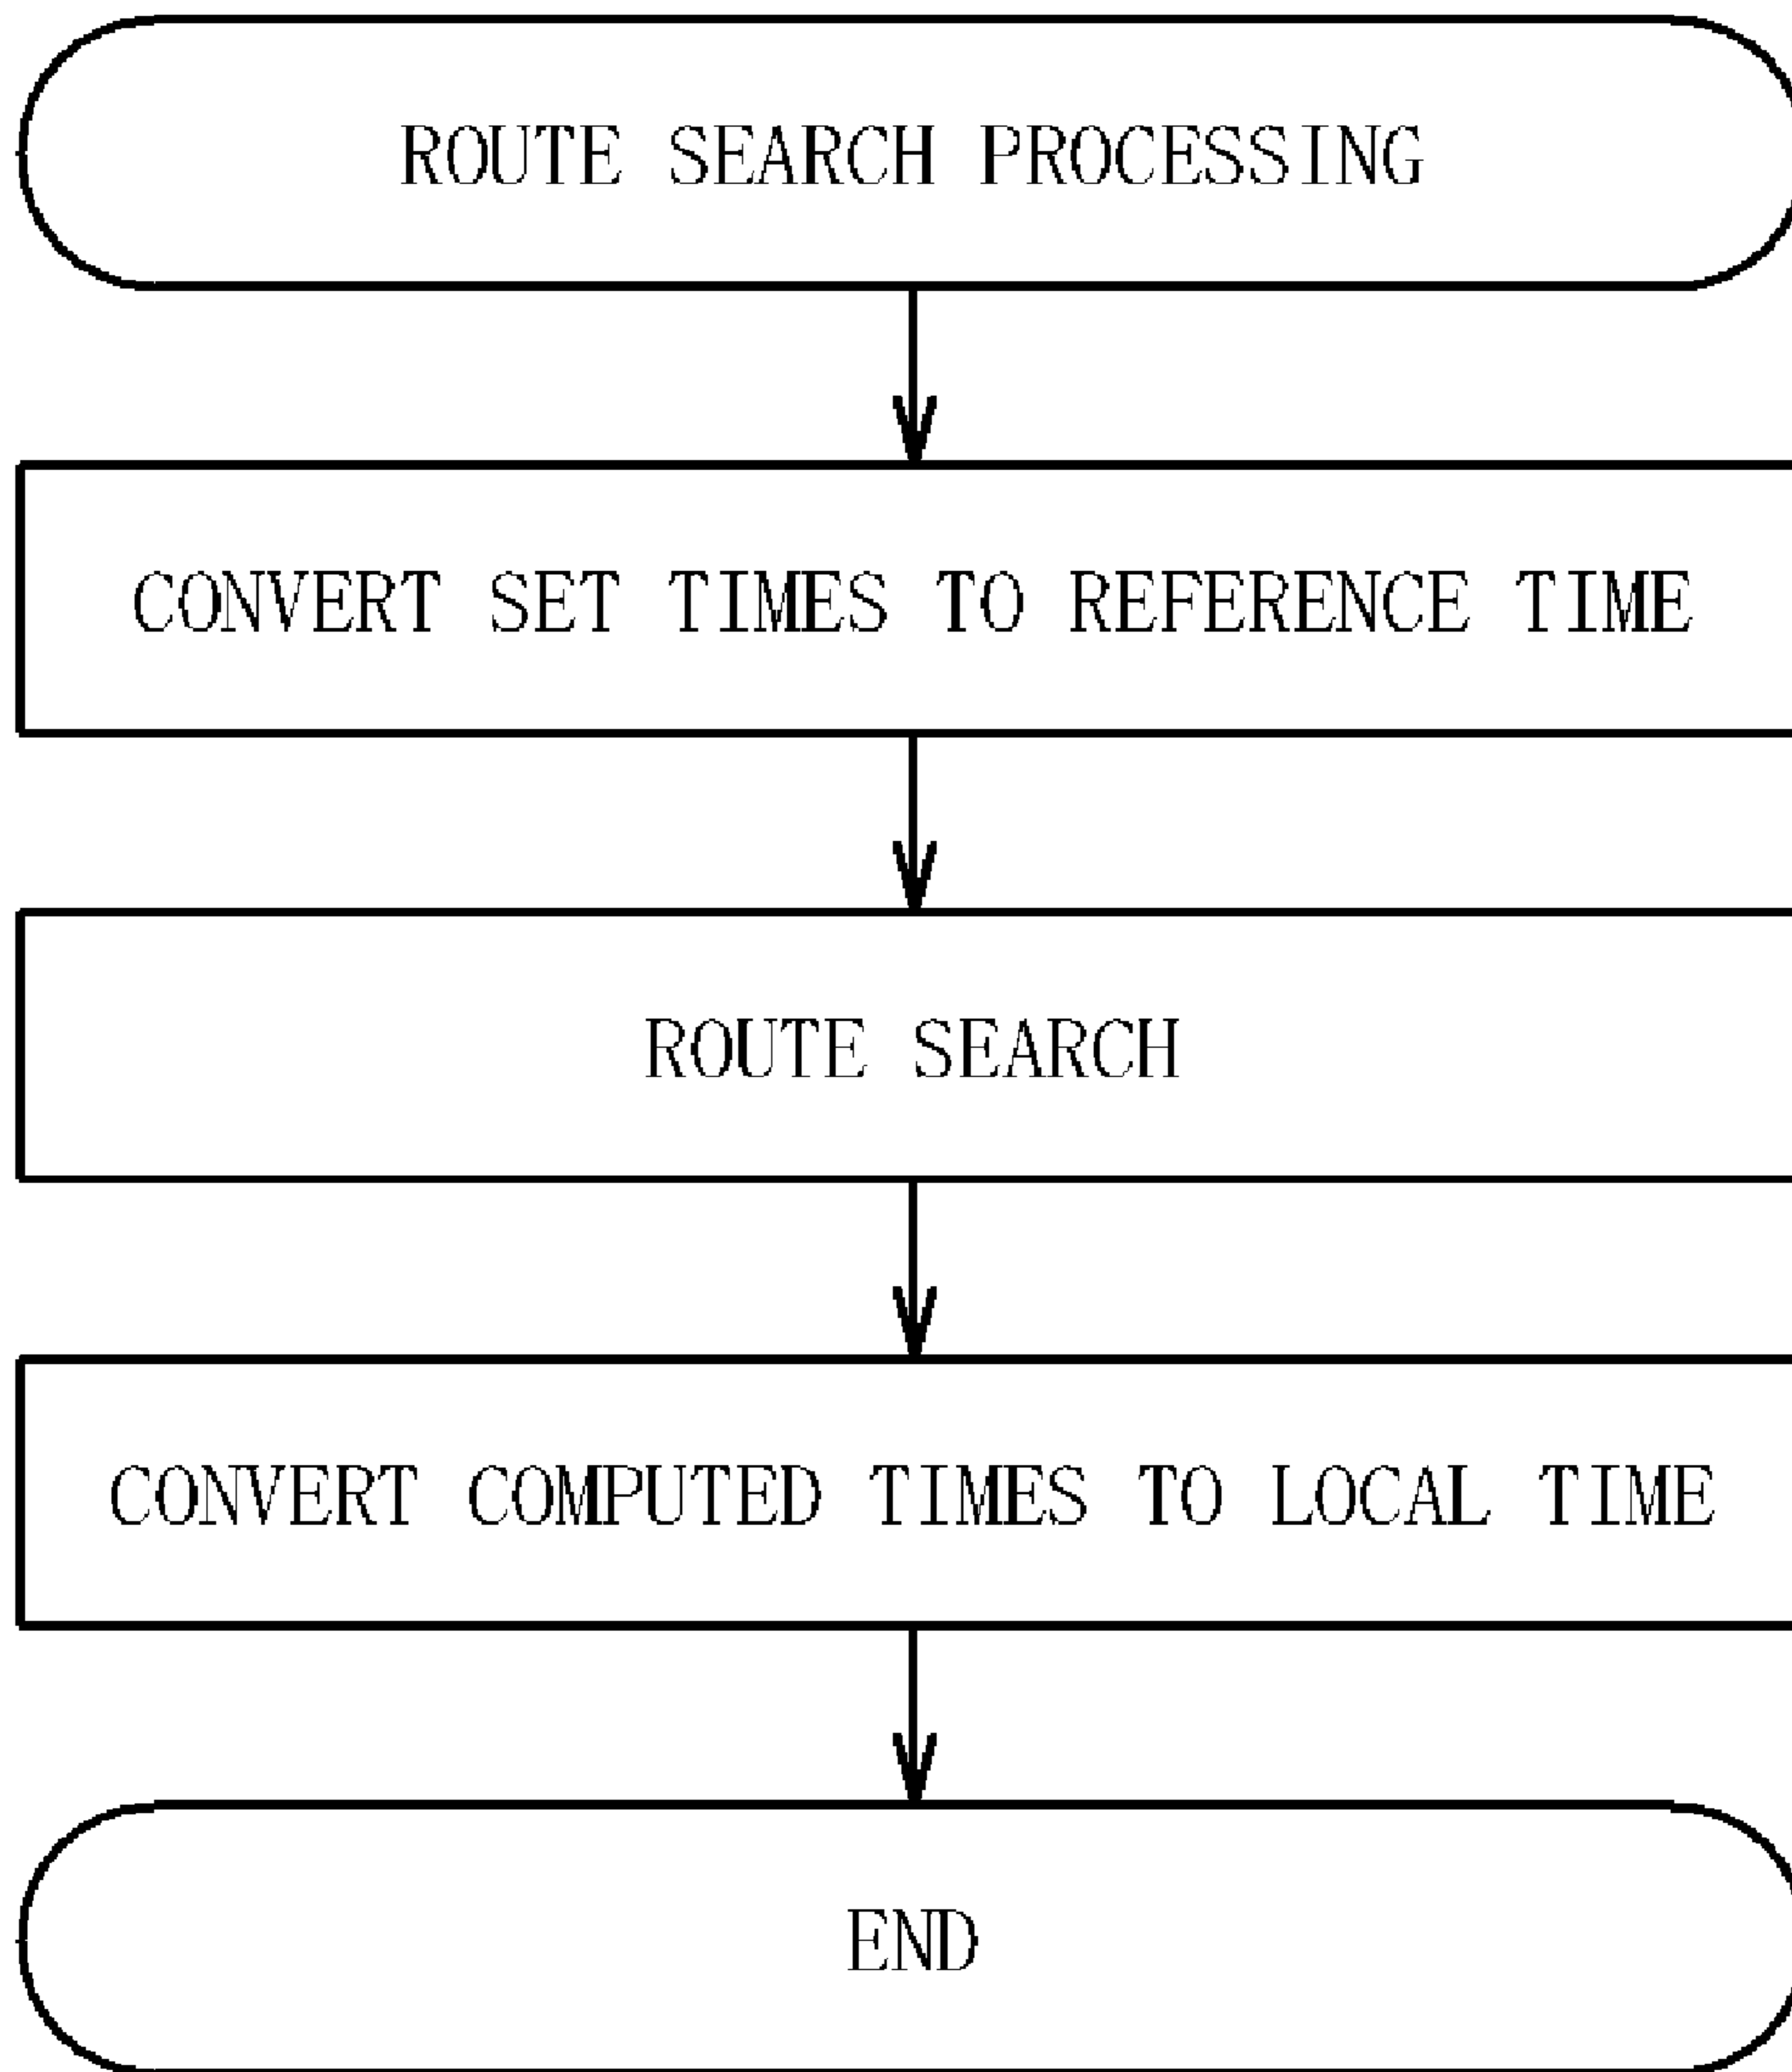 ROUTE SEARCH PROCESSING
CONVERT SET TIMES TO REFERENCE TIME
ROUTE SEARCH
CONVERT COMPUTED TIMES TO LOCAL TIME
END